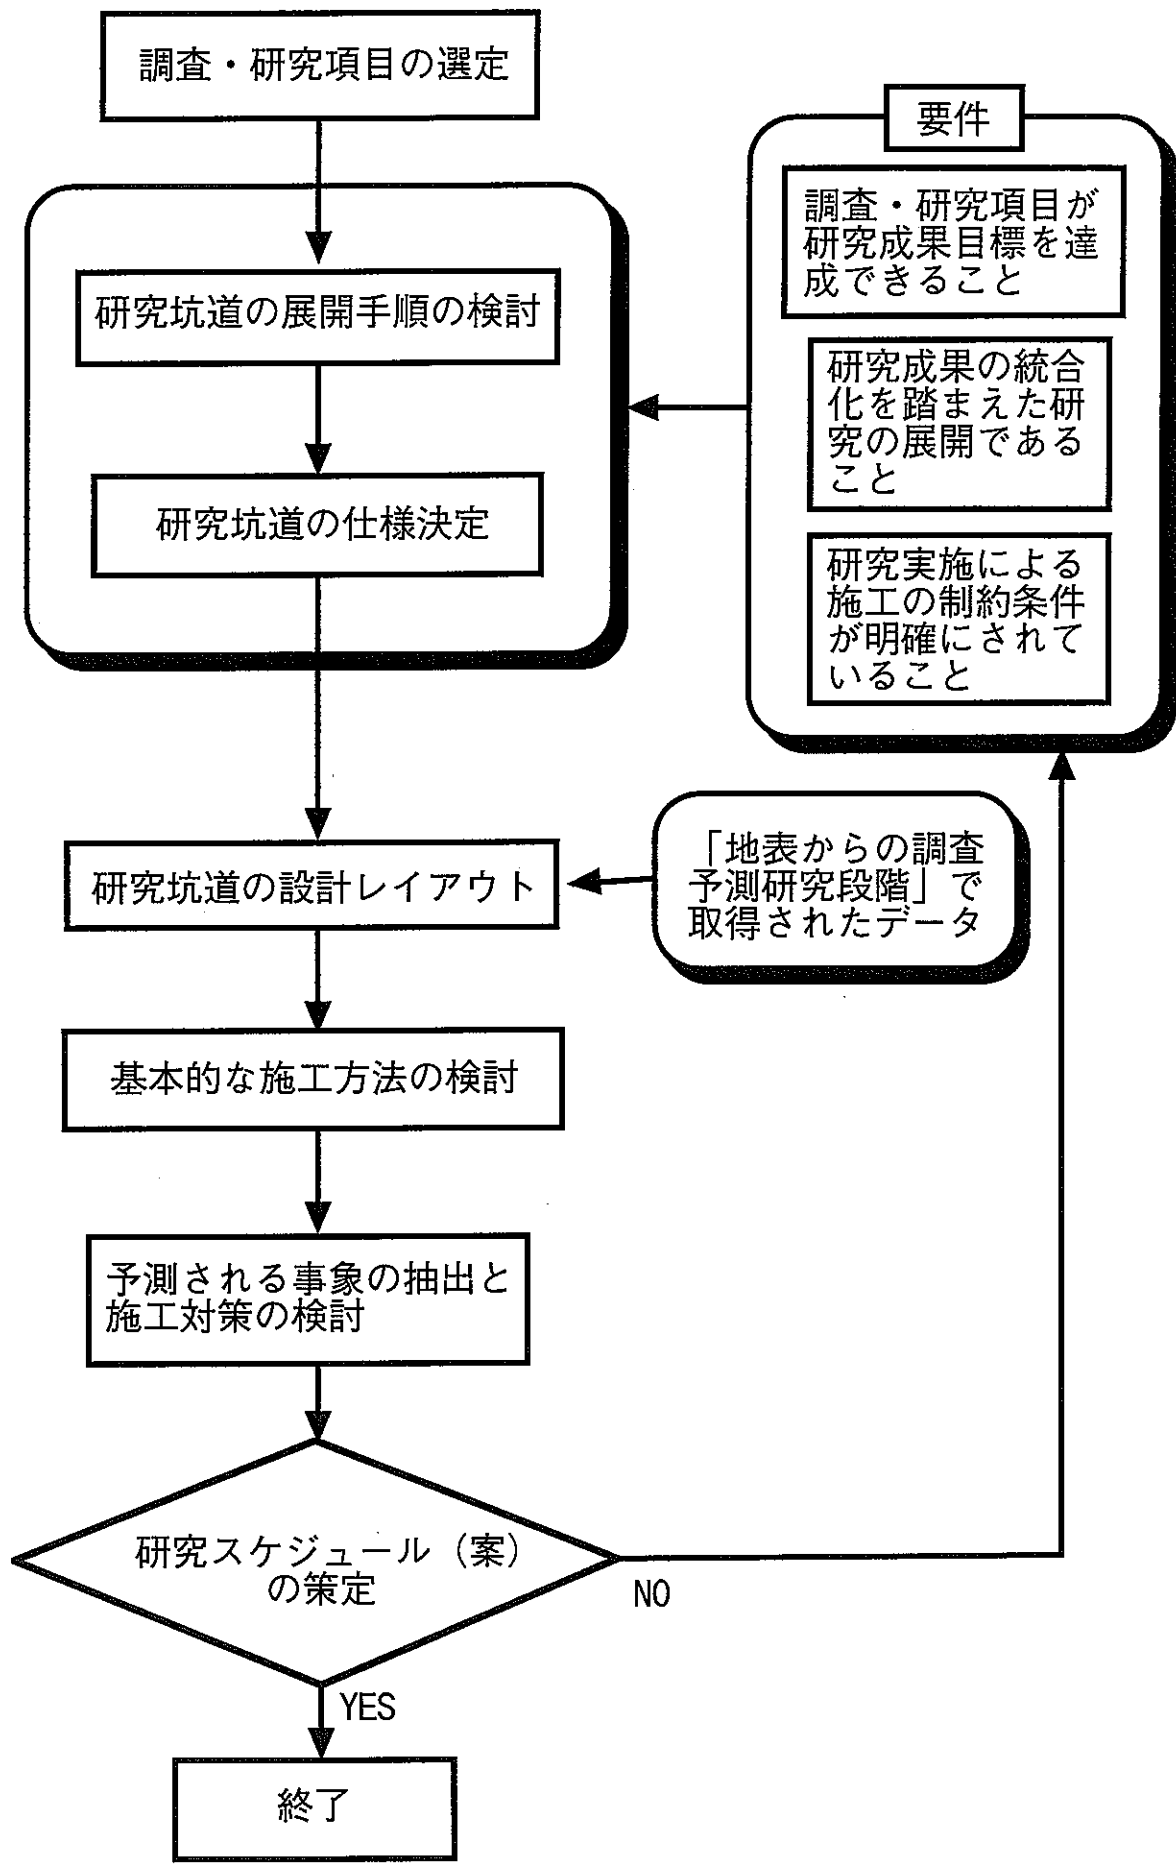 調査・研究項目の選定
要件
調査・研究項目が
研究成果目標を達
成できること
研究坑道の展開手順の検討
研究成果の統合
化を踏まえた研
究の展開である
こと
研究坑道の仕様決定
研究実施による
施工の制約条件
が明確にされて
いること
「地表からの調査
予測研究段階」で
取得されたデータ
研究坑道の設計レイアウト
基本的な施工方法の検討
予測される事象の抽出と
施工対策の検討
研究スケジュール（案）
の策定
NO
YES
終了